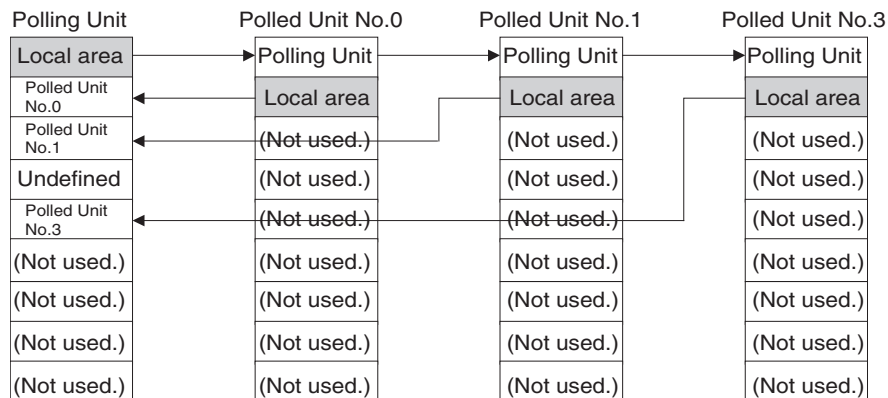 Polling Unit Polled Unit No.0 Polled Unit No.1 Polled Unit No.3
Local area Polling Unit Polling Unit Polling Unit
Polled Unit
No.0
Local area Local area Local area
Polled Unit
No.1
(Not used.) (Not used.) (Not used.)
Undefined (Not used.) (Not used.) (Not used.)
Polled Unit
No.3
(Not used.) (Not used.) (Not used.)
(Not used.) (Not used.) (Not used.) (Not used.)
(Not used.) (Not used.) (Not used.) (Not used.)
(Not used.) (Not used.) (Not used.) (Not used.)
(Not used.) (Not used.) (Not used.) (Not used.)